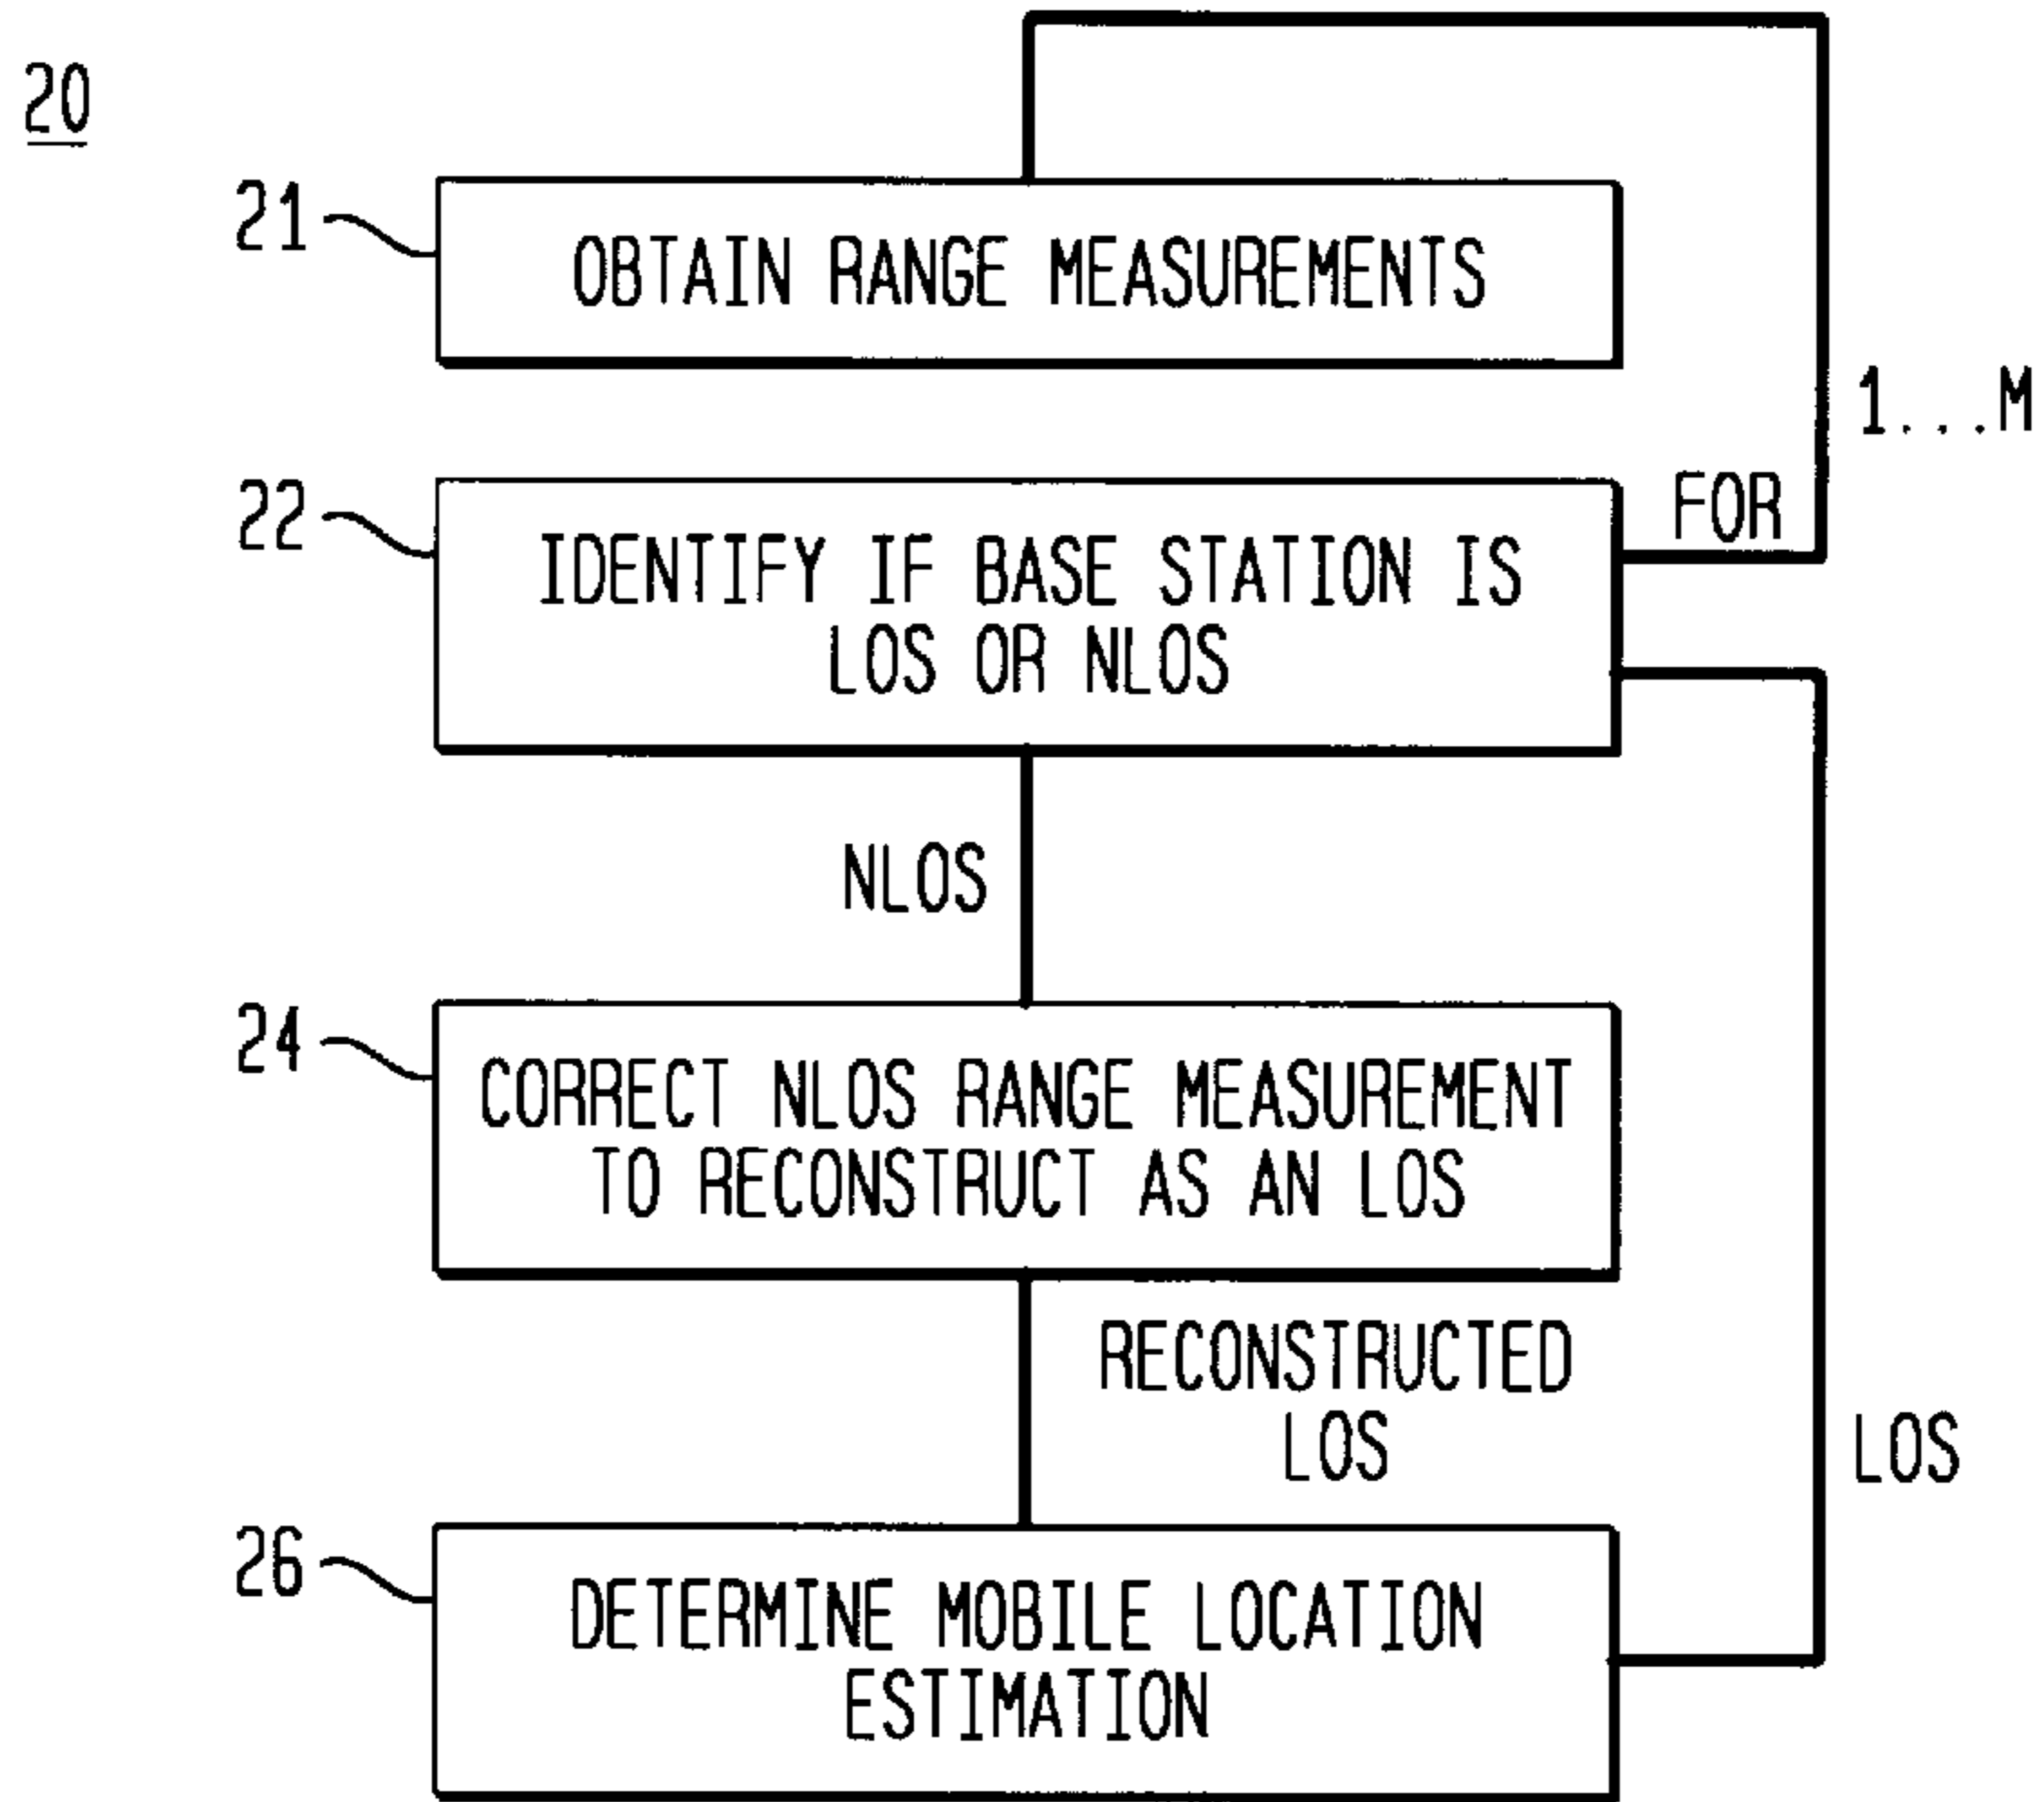 20
21
OBTAIN RANGE MEASUREMENTS
1...M
FOR
22
IDENTIFY IF BASE STATION IS
LOS OR NLOS
NLOS
24
CORRECT NLOS RANGE MEASUREMENT
TO RECONSTRUCT AS AN LOS
RECONSTRUCTED
LOS
LOS
26
DETERMINE MOBILE LOCATION
ESTIMATION